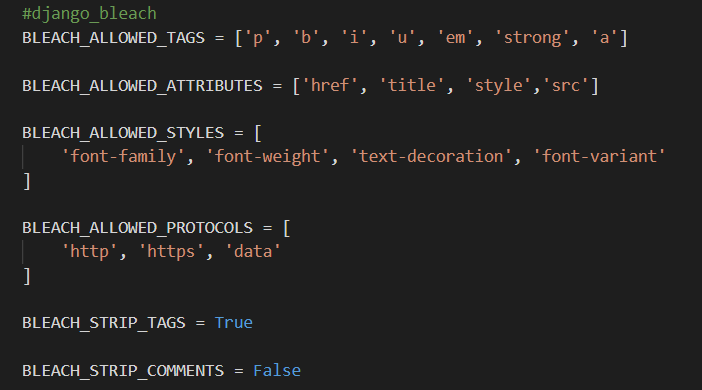 #django_bleach
BLEACH_ALLOWED_TAGS = ['p', 'b', 'i', 'u', 'em', 'strong', 'a']
BLEACH_ALLOWED_ATTRIBUTES = ['href', 'title', 'style','src']
BLEACH_ALLOWED_STYLES = [
    'font-family', 'font-weight', 'text-decoration', 'font-variant'
]
BLEACH_ALLOWED_PROTOCOLS = [
    'http', 'https', 'data'
]
BLEACH_STRIP_TAGS = True
BLEACH_STRIP_COMMENTS = False